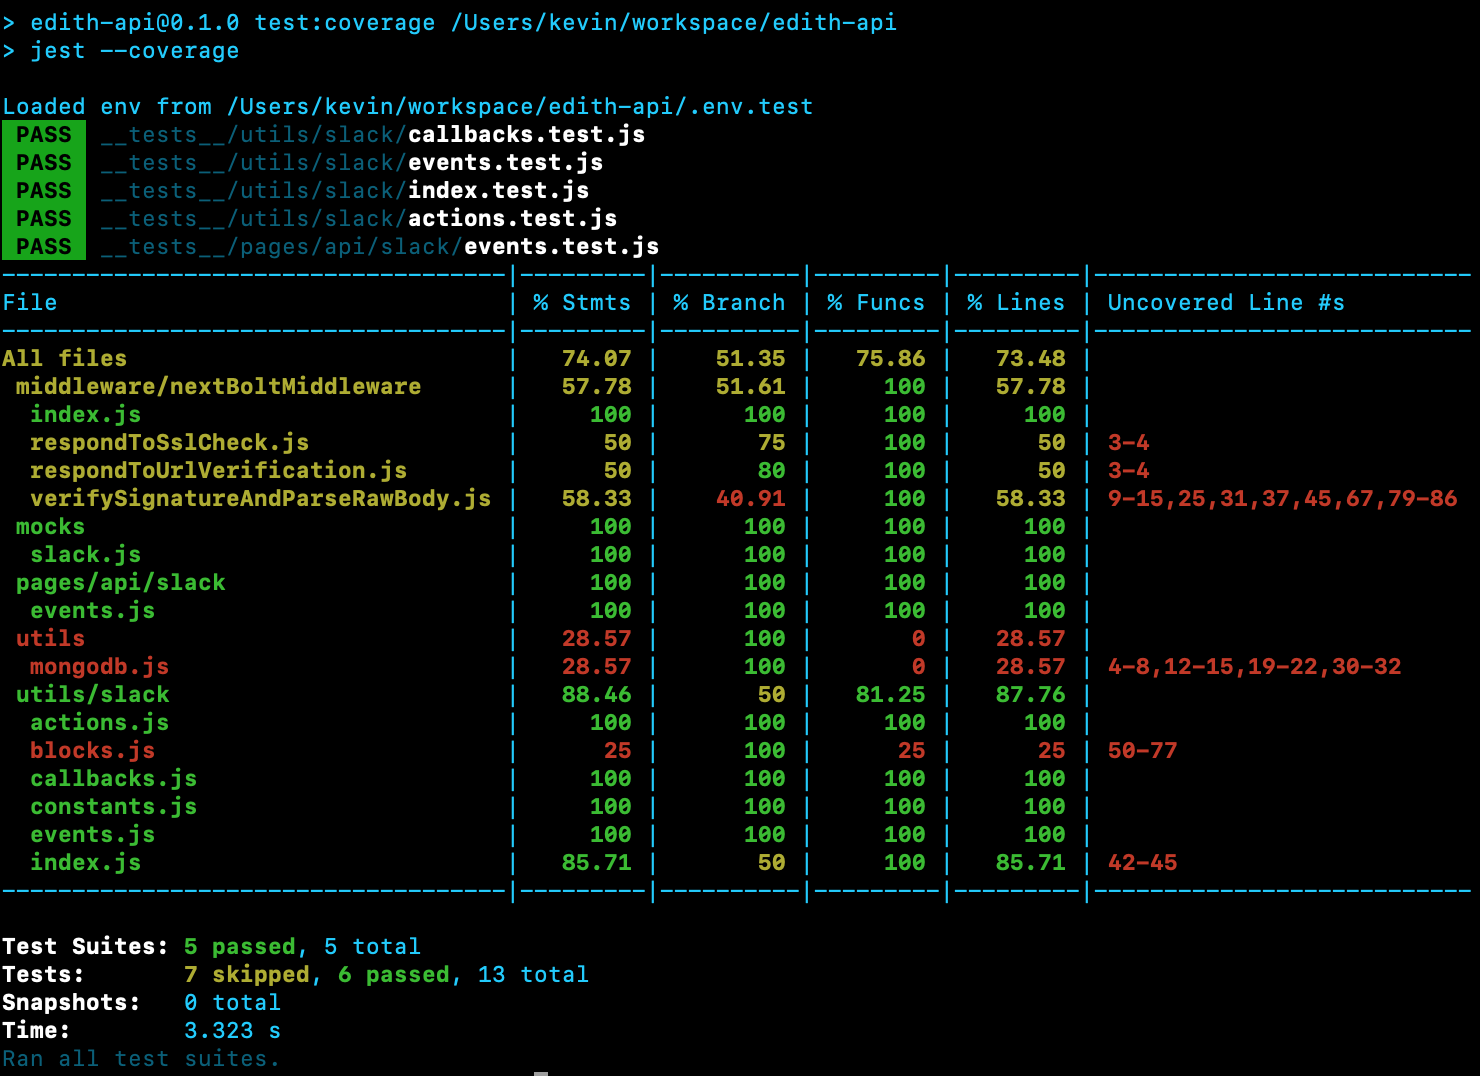 > edith-api@0.1.0 test:coverage /Users/kevin/workspace/edith-api
> jest --coverage
Loaded env from /Users/kevin/workspace/edith-api/.env.test
PASS __tests__/utils/slack/callbacks.test.js
PASS __tests__/utils/slack/events.test.js
PASS __tests__/utils/slack/index.test.js
PASS __tests__/utils/slack/actions.test.js
PASS __tests__/pages/api/slack/events.test.js
------------------------------------|---------|----------|---------|---------|---------------------------
File | % Stmts | % Branch | % Funcs | % Lines | Uncovered Line #s
------------------------------------|---------|----------|---------|---------|---------------------------
All files | 74.07 | 51.35 | 75.86 | 73.48 |
middleware/nextBoltMiddleware | 57.78 | 51.61 | 100 | 57.78 |
index.js | 100 | 100 | 100 | 100 |
respondToSslCheck.js | 50 | 75 | 100 | 50 | 3-4
respondToUrlVerification.js | 50 | 80 | 100 | 50 | 3-4
verifySignatureAndParseRawBody.js | 58.33 | 40.91 | 100 | 58.33 | 9-15,25,31,37,45,67,79-86
mocks | 100 | 100 | 100 | 100 |
slack.js | 100 | 100 | 100 | 100 |
pages/api/slack | 100 | 100 | 100 | 100 |
events.js | 100 | 100 | 100 | 100 |
utils | 28.57 | 100 | 0 | 28.57 |
mongodb.js | 28.57 | 100 | 0 | 28.57 | 4-8,12-15,19-22,30-32
utils/slack | 88.46 | 50 | 81.25 | 87.76 |
actions.js | 100 | 100 | 100 | 100 |
blocks.js | 25 | 100 | 25 | 25 | 50-77
callbacks.js | 100 | 100 | 100 | 100 |
constants.js | 100 | 100 | 100 | 100 |
events.js | 100 | 100 | 100 | 100 |
index.js | 85.71 | 50 | 100 | 85.71 | 42-45
------------------------------------|---------|----------|---------|---------|---------------------------
Test Suites: 5 passed, 5 total
Tests: 7 skipped, 6 passed, 13 total
Snapshots: 0 total
Time: 3.323 s
Ran all test suites.